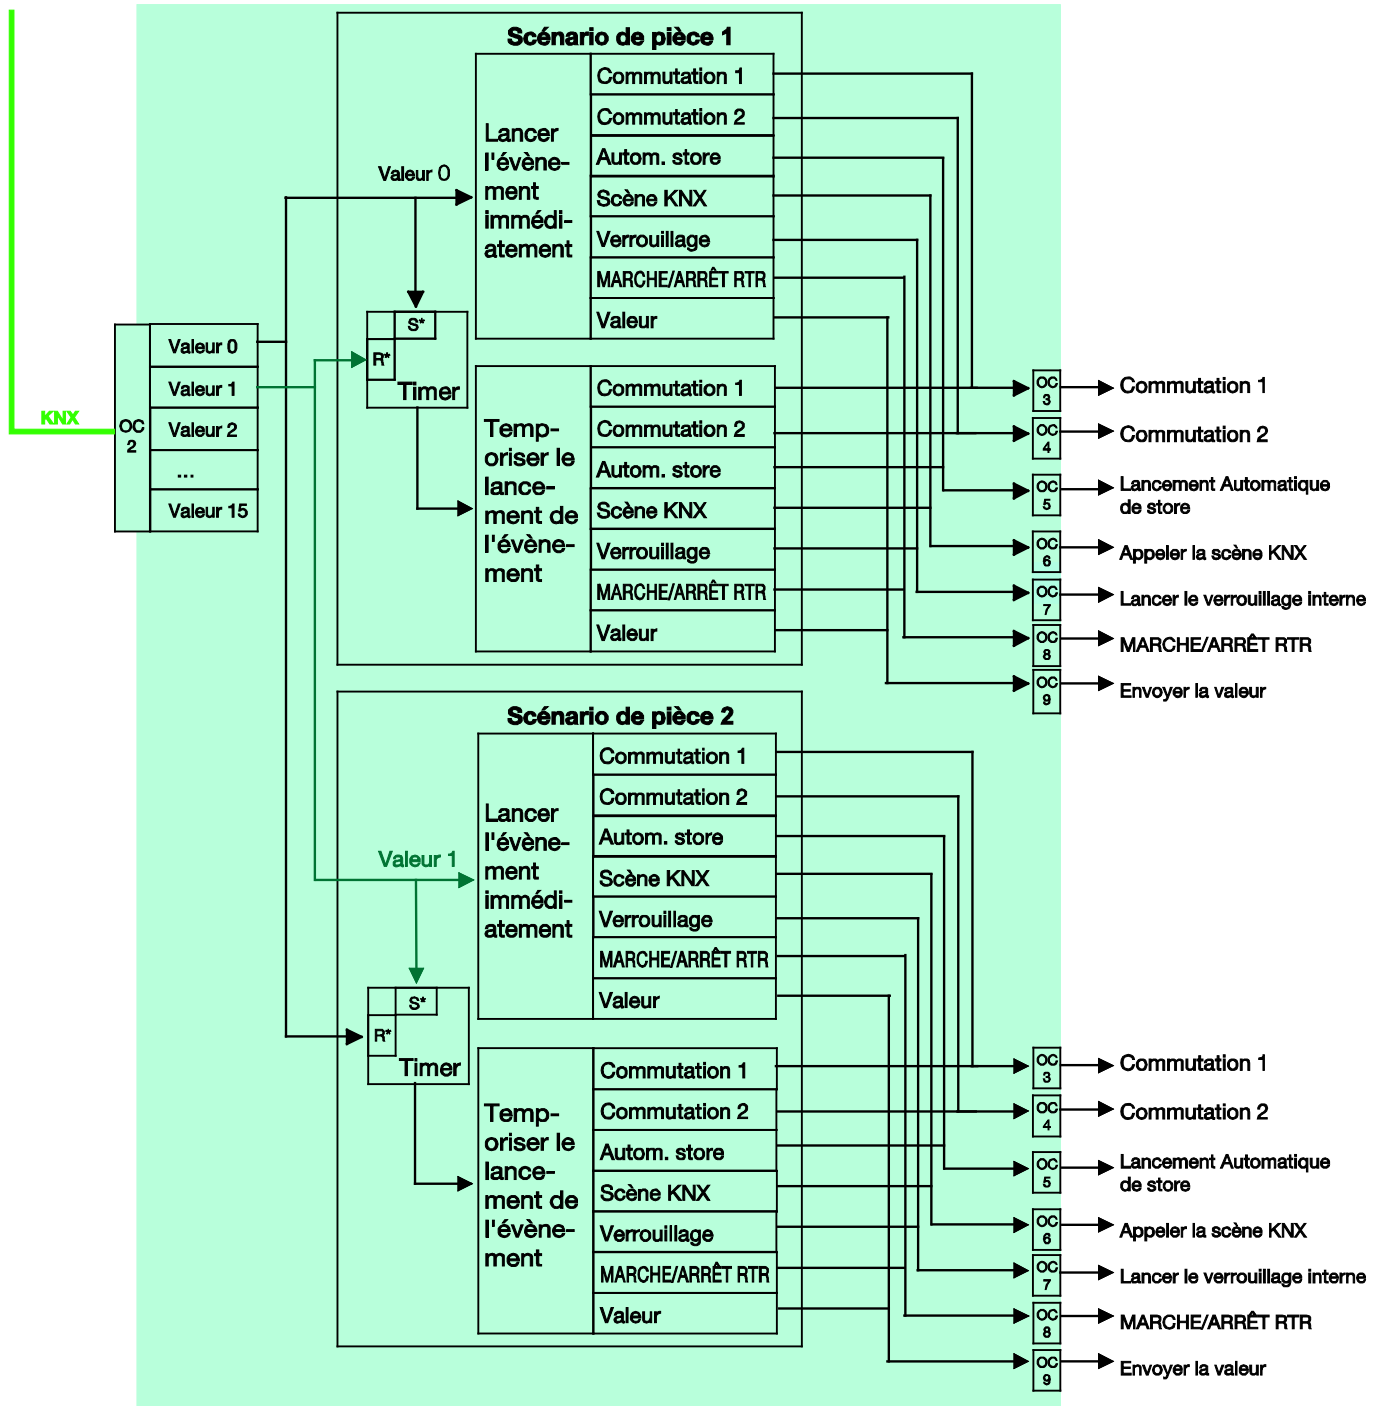 KNX
OC
2
Valeur 0
Valeur 1
Valeur 2
...
Valeur 15
Scénario de pièce 1
Valeur 0
S*
R*
Timer
Lancer
l'évène-
ment
immédi-
atement
Commutation 1
Commutation 2
Autom. store
Scène KNX
Verrouillage
MARCHE/ARRÊT RTR
Valeur
Temp-
oriser le
lance-
ment de
l'évène-
ment
Commutation 1
Commutation 2
Autom. store
Scène KNX
Verrouillage
MARCHE/ARRÊT RTR
Valeur
OC
3
Commutation 1
OC
4
Commutation 2
OC
5
Lancement Automatique
de store
OC
6
Appeler la scène KNX
OC
7
Lancer le verrouillage interne
OC
8
MARCHE/ARRÊT RTR
OC
9
Envoyer la valeur
Scénario de pièce 2
Valeur 1
S*
R*
Timer
Lancer
l'évène-
ment
immédi-
atement
Commutation 1
Commutation 2
Autom. store
Scène KNX
Verrouillage
MARCHE/ARRÊT RTR
Valeur
Temp-
oriser le
lance-
ment de
l'évène-
ment
Commutation 1
Commutation 2
Autom. store
Scène KNX
Verrouillage
MARCHE/ARRÊT RTR
Valeur
OC
3
Commutation 1
OC
4
Commutation 2
OC
5
Lancement Automatique
de store
OC
6
Appeler la scène KNX
OC
7
Lancer le verrouillage interne
OC
8
MARCHE/ARRÊT RTR
OC
9
Envoyer la valeur